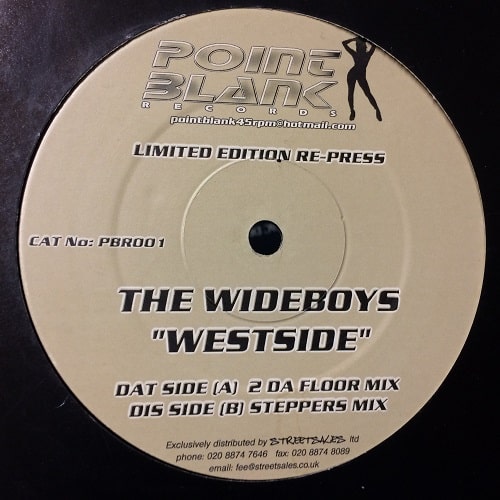 POINT
BLANK
RECORDS
pointblank45rpm@hotmail.com
LIMITED EDITION RE-PRESS
CAT No: PBR001
THE WIDEBOYS
"WESTSIDE"
DAT SIDE (A) 2 DA FLOOR MIX
DIS SIDE (B) STEPPERS MIX
Exclusively distributed by STREETSALES ltd
phone: 020 8874 7646 fax: 020 8874 8089
email: fee@streetsales.co.uk